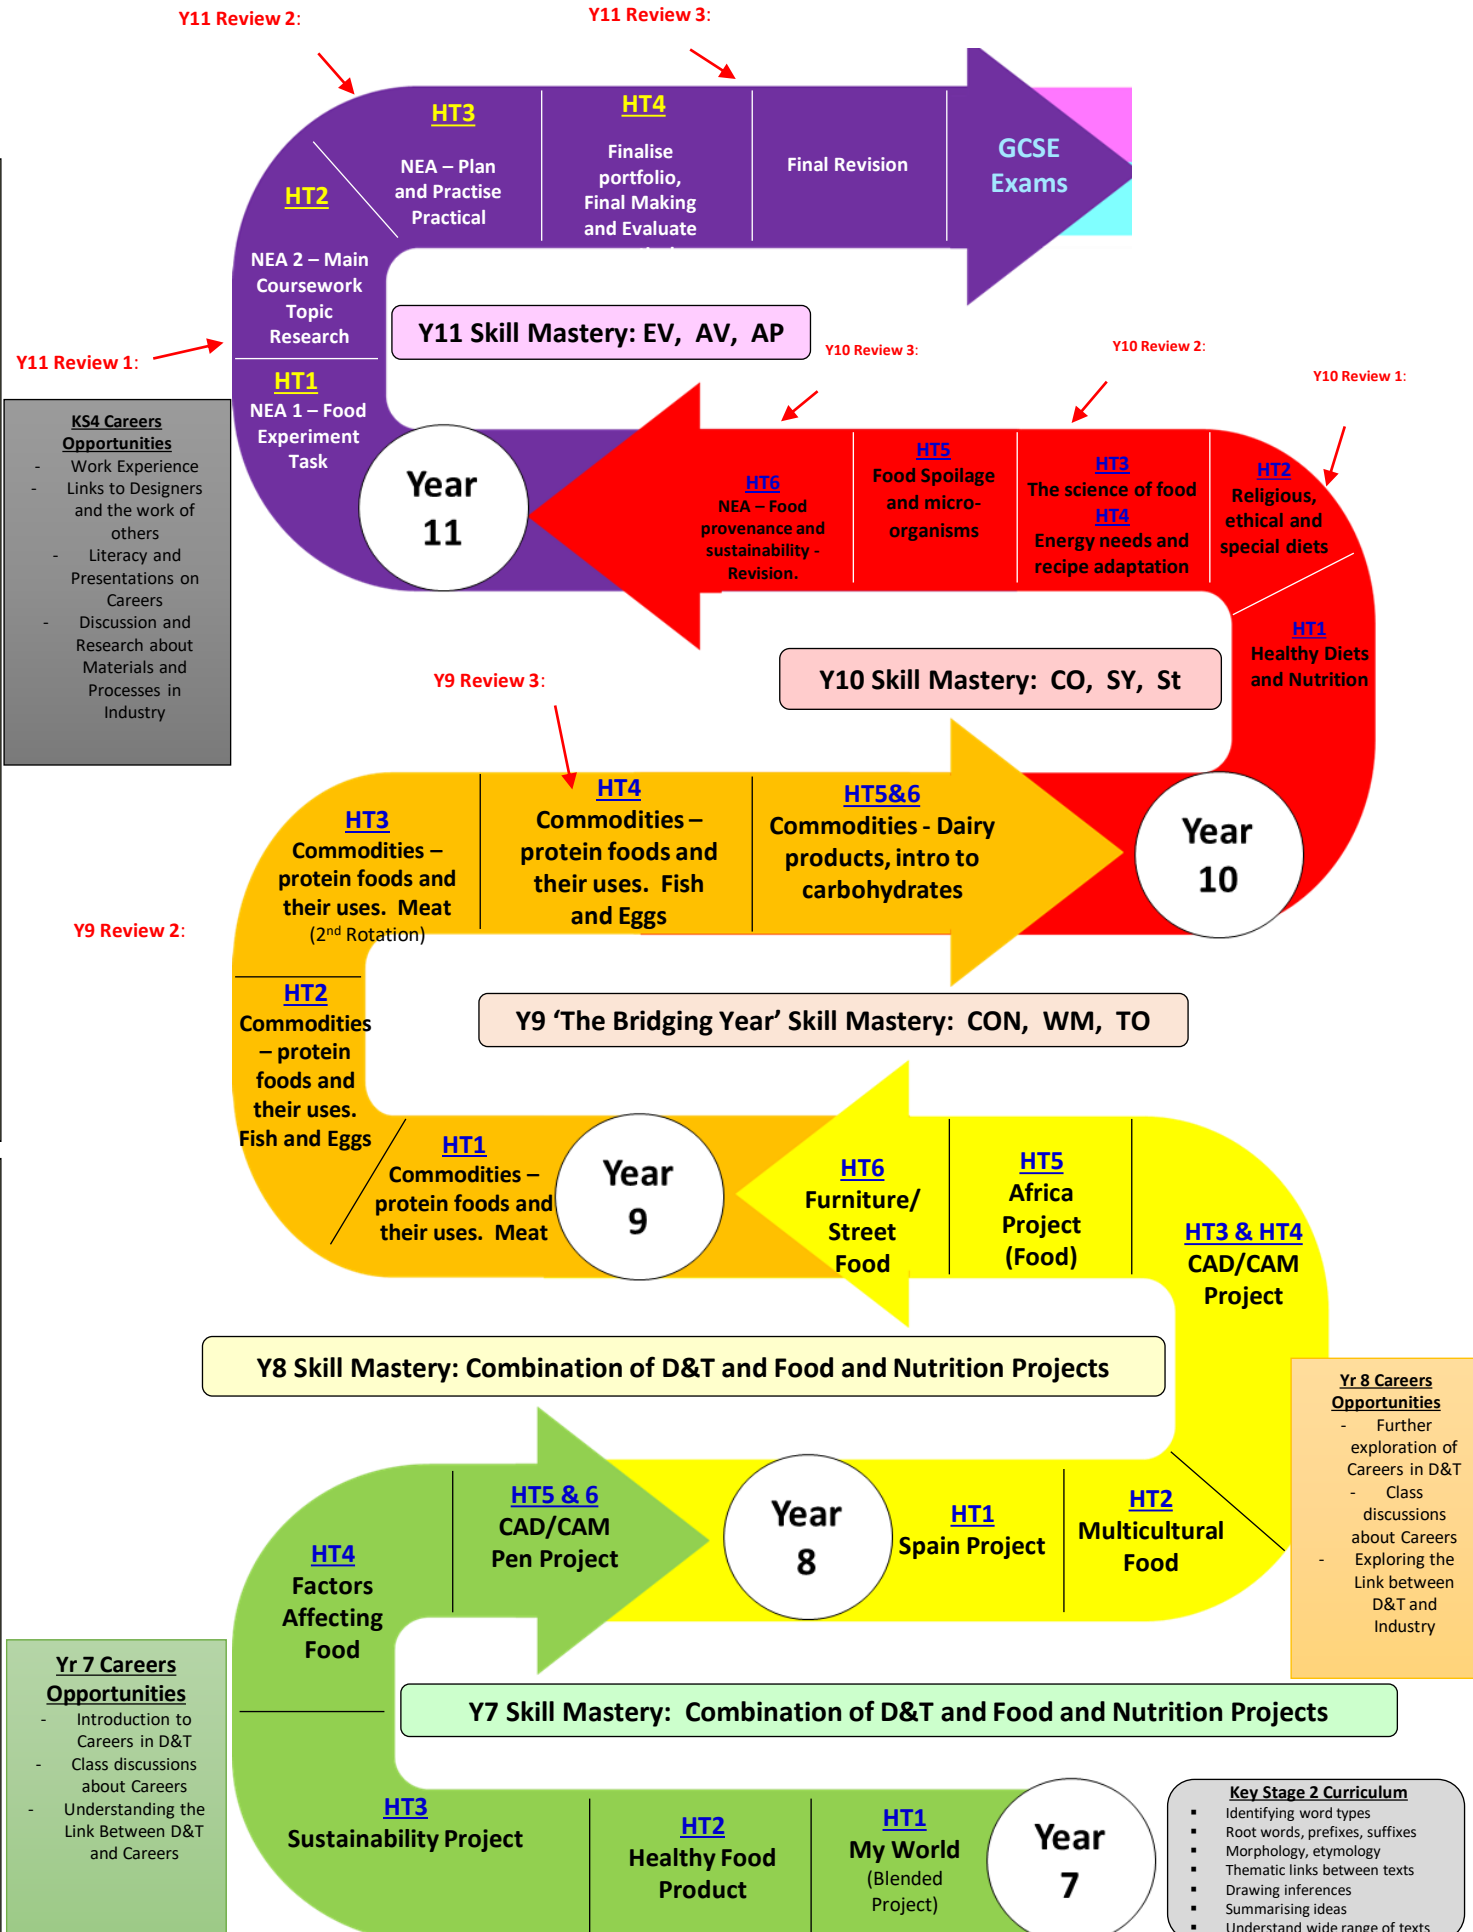 Y11 Review 2:
Y11 Review 3:
HT3
NEA – Plan
and Practise
Practical
HT4
Finalise
portfolio,
Final Making
and Evaluate
Final Revision
GCSE
Exams
HT2
NEA 2 – Main
Coursework
Topic
Research
Y11 Skill Mastery: EV, AV, AP
Y11 Review 1:
HT1
NEA 1 – Food
Experiment
Task
Year
11
Y10 Review 3:
Y10 Review 2:
Y10 Review 1:
KS4 Careers
Opportunities
- Work Experience
- Links to Designers
and the work of
others
- Literacy and
Presentations on
Careers
- Discussion and
Research about
Materials and
Processes in
Industry
HT6
NEA – Food
provenance and
sustainability -
Revision.
HT5
Food Spoilage
and micro-
organisms
HT3
The science of food
HT4
Energy needs and
recipe adaptation
HT2
Religious,
ethical and
special diets
HT1
Healthy Diets
and Nutrition
Y10 Skill Mastery: CO, SY, St
Y9 Review 3:
HT3
Commodities –
protein foods and
their uses. Meat
(2nd Rotation)
HT4
Commodities –
protein foods and
their uses. Fish
and Eggs
HT5&6
Commodities - Dairy
products, intro to
carbohydrates
Year
10
Y9 Review 2:
HT2
Commodities
– protein
foods and
their uses.
Fish and Eggs
Y9 ‘The Bridging Year’ Skill Mastery: CON, WM, TO
HT1
Commodities –
protein foods and
their uses. Meat
Year
9
HT6
Furniture/
Street
Food
HT5
Africa
Project
(Food)
HT3 & HT4
CAD/CAM
Project
Y8 Skill Mastery: Combination of D&T and Food and Nutrition Projects
Yr 8 Careers
Opportunities
- Further
exploration of
Careers in D&T
- Class
discussions
about Careers
- Exploring the
Link between
D&T and
Industry
HT4
Factors
Affecting
Food
HT5 & 6
CAD/CAM
Pen Project
Year
8
HT1
Spain Project
HT2
Multicultural
Food
Yr 7 Careers
Opportunities
- Introduction to
Careers in D&T
- Class discussions
about Careers
- Understanding the
Link Between D&T
and Careers
Y7 Skill Mastery: Combination of D&T and Food and Nutrition Projects
HT3
Sustainability Project
HT2
Healthy Food
Product
HT1
My World
(Blended
Project)
Year
7
Key Stage 2 Curriculum
▪ Identifying word types
▪ Root words, prefixes, suffixes
▪ Morphology, etymology
▪ Thematic links between texts
▪ Drawing inferences
▪ Summarising ideas
▪ Understand wide range of texts